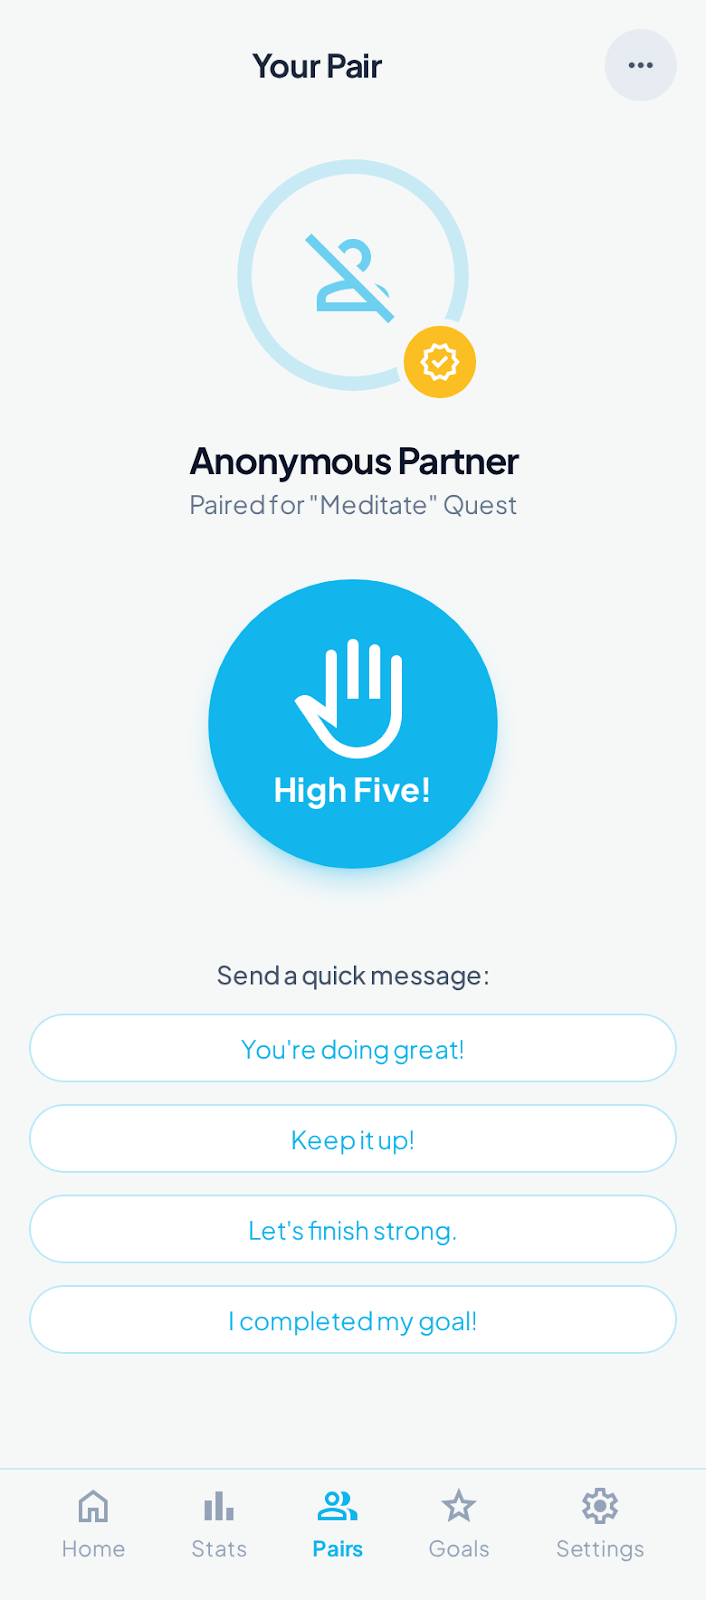 Your Pair
Anonymous Partner
Paired for "Meditate" Quest
High Five!
Send a quick message:
You're doing great!
Keep it up!
Let's finish strong.
I completed my goal!
Home
Stats
Pairs
Goals
Settings